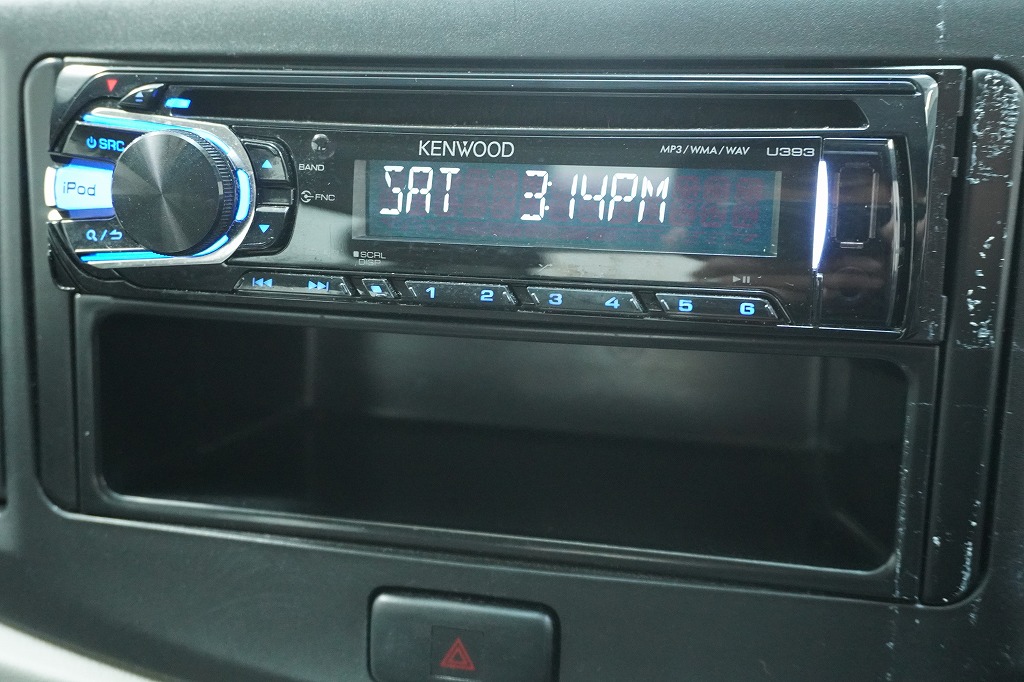 KENWOOD
MP3/WMA/WAV
U393
SRC
iPod
BAND
FNC
SAT 3:14PM
SCRL
DISP
1 2 3 4 5 6